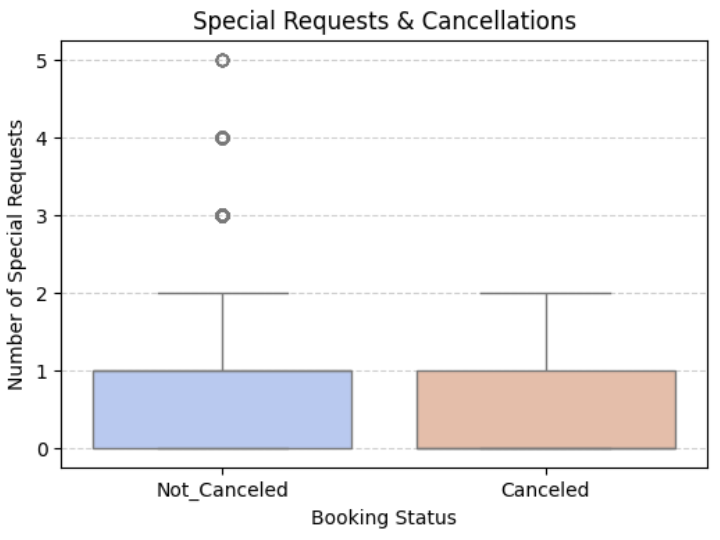 Special Requests & Cancellations
Number of Special Requests
5
4
3
2
1
0
Not_Canceled
Canceled
Booking Status